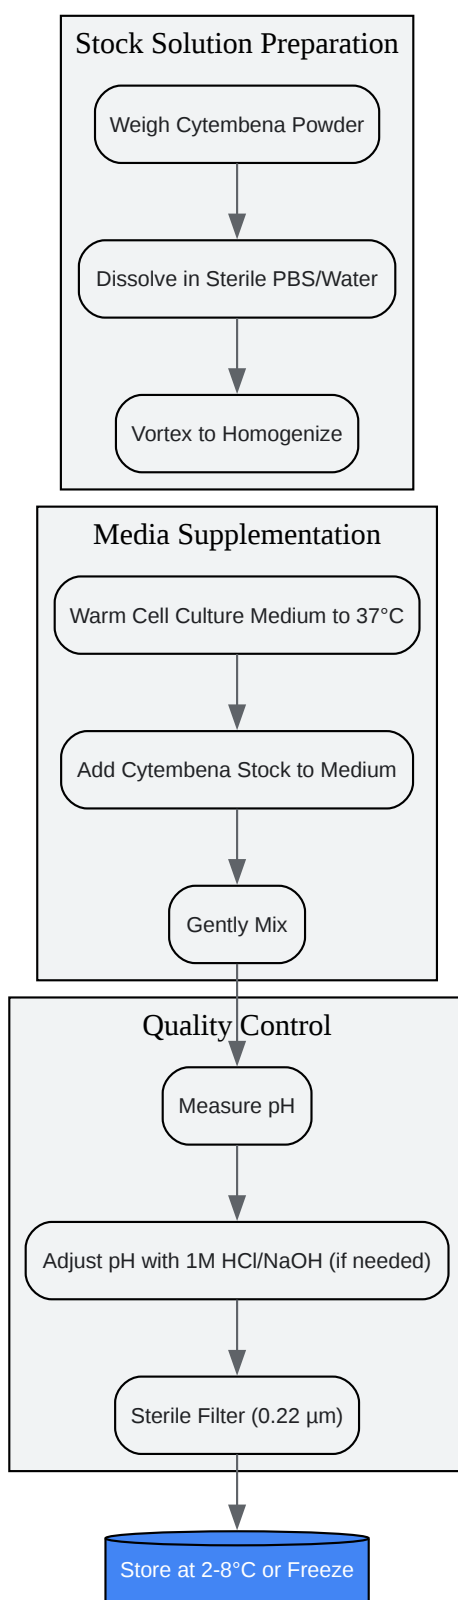 Stock Solution Preparation
Weigh Cytembena Powder
Dissolve in Sterile PBS/Water
Vortex to Homogenize
Media Supplementation
Warm Cell Culture Medium to 37°C
Add Cytembena Stock to Medium
Gently Mix
Quality Control
Measure pH
Adjust pH with 1M HCl/NaOH (if needed)
Sterile Filter (0.22 µm)
Store at 2-8°C or Freeze